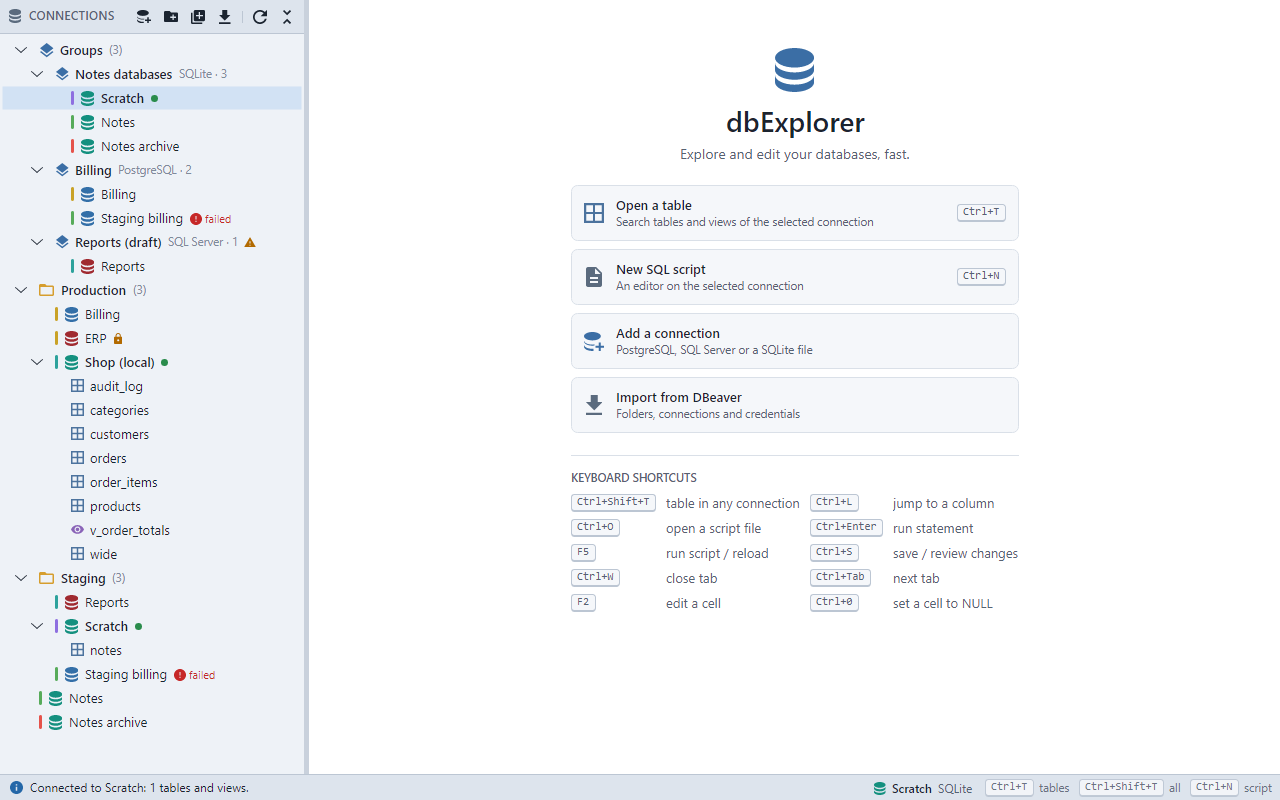 CONNECTIONS
Groups (3)
Notes databases SQLite · 3
Scratch
Notes
Notes archive
Billing PostgreSQL · 2
Billing
Staging billing failed
Reports (draft) SQL Server · 1
Reports
Production (3)
Billing
ERP
Shop (local)
audit_log
categories
customers
orders
order_items
products
v_order_totals
wide
Staging (3)
Reports
Scratch
notes
Staging billing failed
Notes
Notes archive
dbExplorer
Explore and edit your databases, fast.
Open a table
Search tables and views of the selected connection
Ctrl+T
New SQL script
An editor on the selected connection
Ctrl+N
Add a connection
PostgreSQL, SQL Server or a SQLite file
Import from DBeaver
Folders, connections and credentials
KEYBOARD SHORTCUTS
Ctrl+Shift+T table in any connection Ctrl+L jump to a column
Ctrl+O open a script file Ctrl+Enter run statement
F5 run script / reload Ctrl+S save / review changes
Ctrl+W close tab Ctrl+Tab next tab
F2 edit a cell Ctrl+0 set a cell to NULL
Connected to Scratch: 1 tables and views.
Scratch SQLite Ctrl+T tables Ctrl+Shift+T all Ctrl+N script